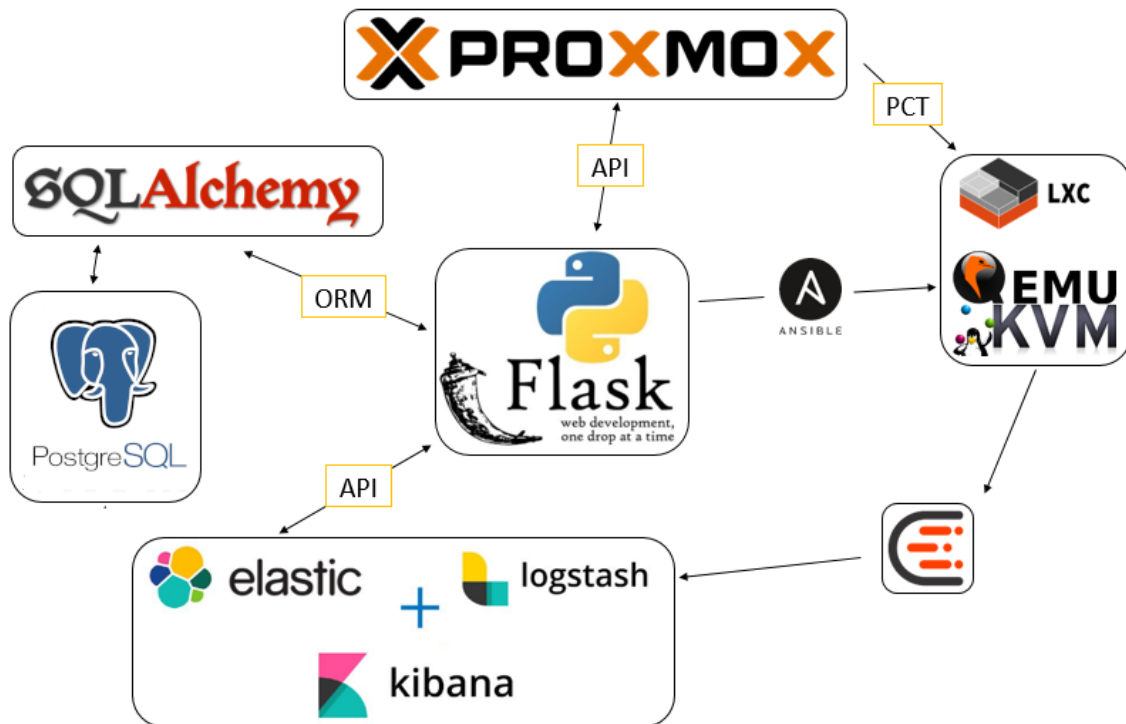 PROXMOX
PCT
API
SQLAlchemy
LXC
QEMU
KVM
ORM
ANSIBLE
Flask
web development,
one drop at a time
PostgreSQL
API
elastic
logstash
+
kibana